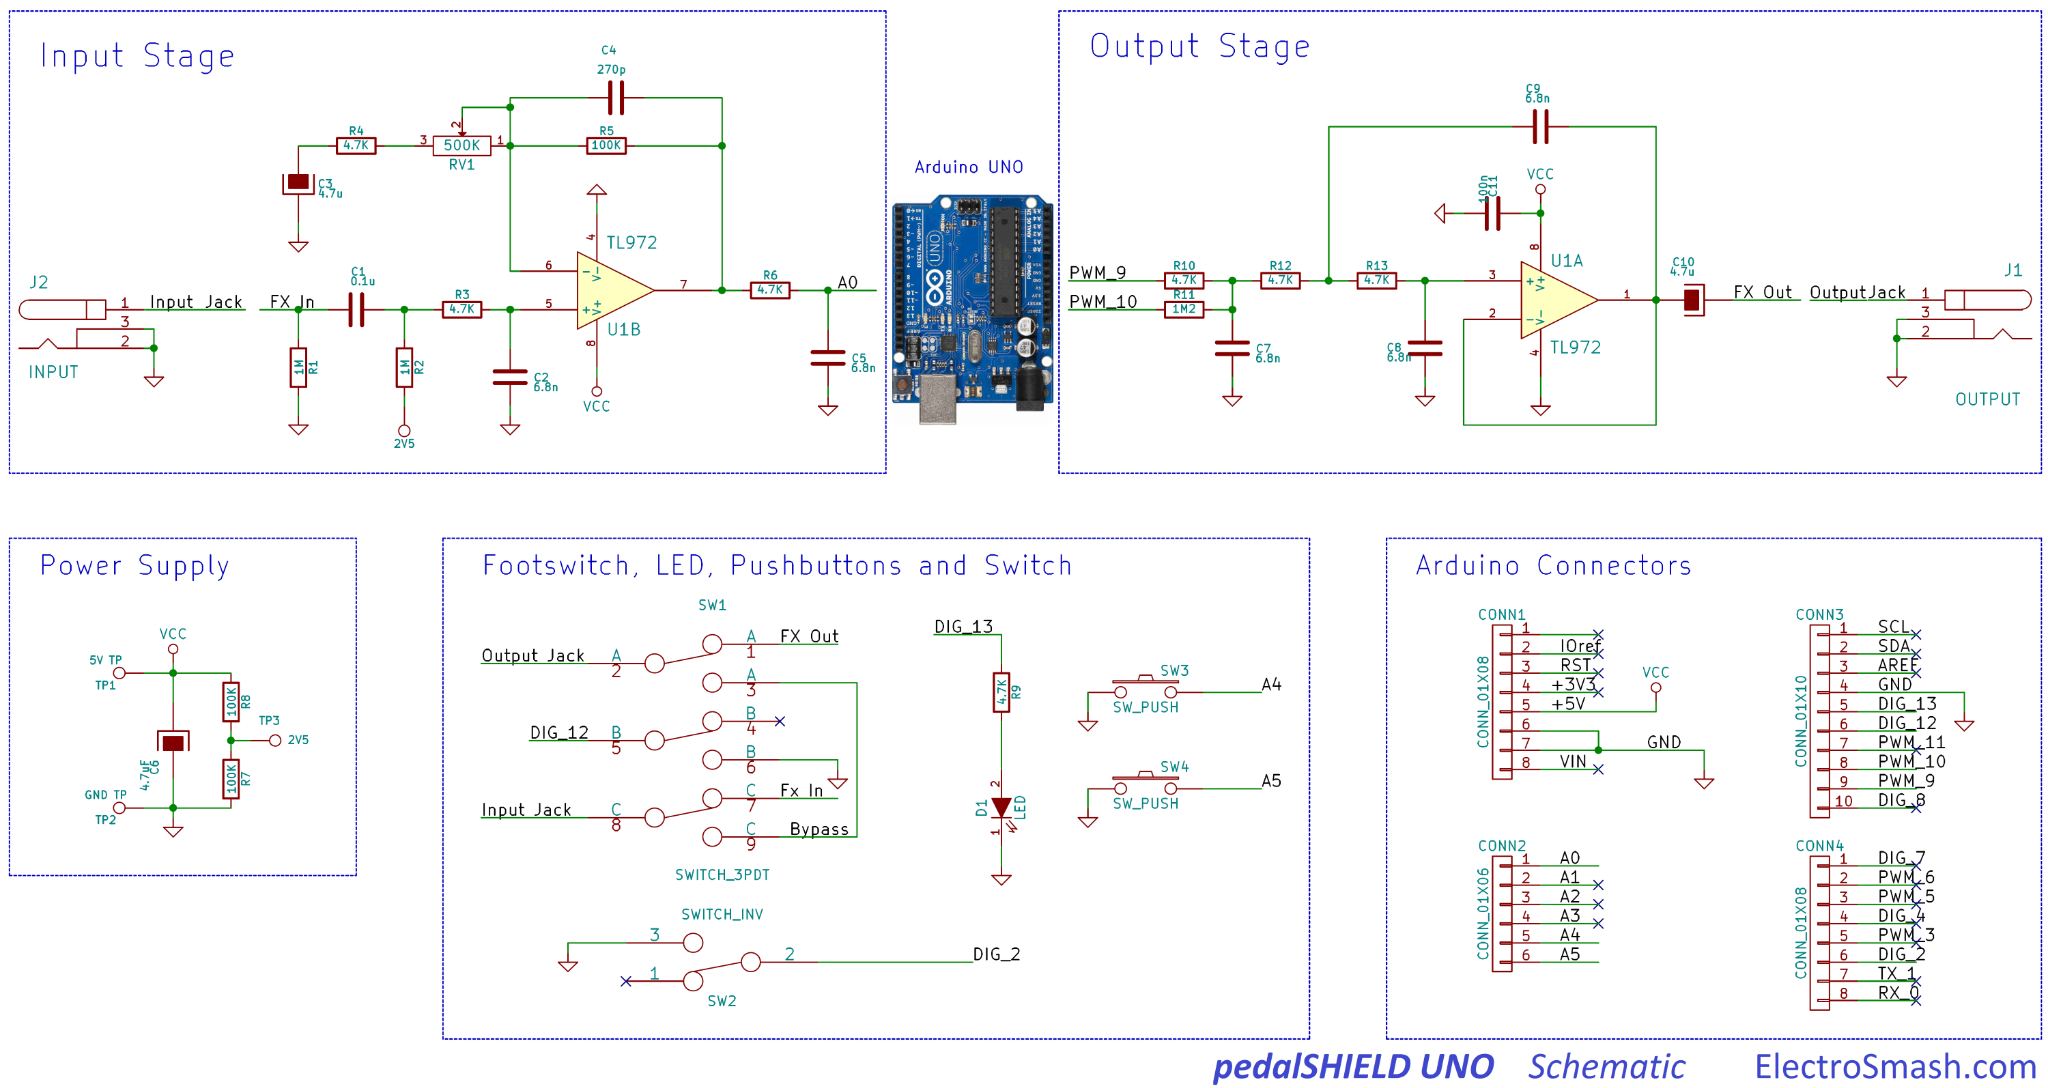 Input Stage
C4
270p
R4
4.7K
3
2
500K
1
RV1
R5
100K
C3
4.7u
4
TL972
6
7
5
U1B
8
VCC
J2
1
Input Jack
3
2
INPUT
FX In
C1
0.1u
R1
1M
R2
1M
2V5
R3
4.7K
C2
6.8n
R6
4.7K
A0
C5
6.8n
V-
V+
Arduino UNO
UNO
ARDUINO
Output Stage
C9
6.8n
VCC
100n
C11
8
U1A
PWM_9
R10
4.7K
R12
4.7K
R13
4.7K
3
PWM_10
R11
1M2
C7
6.8n
C8
6.8n
2
V+
V-
1
4
TL972
C10
4.7u
FX Out
OutputJack
1
3
2
J1
OUTPUT
Power Supply
VCC
5V TP
TP1
R8
100K
TP3
2V5
4.7uF
C6
R7
100K
GND TP
TP2
Footswitch, LED, Pushbuttons and Switch
SW1
A
1
FX Out
Output Jack
A
2
A
3
B
4
DIG_12
B
5
B
6
C
7
Fx In
Input Jack
C
8
C
9
Bypass
SWITCH_3PDT
SWITCH_INV
3
2
DIG_2
1
SW2
DIG_13
4.7K
R9
2
D1
LED
1
SW3
A4
SW_PUSH
SW4
A5
SW_PUSH
Arduino Connectors
CONN1
CONN_01X08
1
2 IOref
3 RST
4 +3V3
5 +5V
6
7
8 VIN
VCC
GND
CONN2
CONN_01X06
1 A0
2 A1
3 A2
4 A3
5 A4
6 A5
CONN3
CONN_01X10
1 SCL
2 SDA
3 AREF
4 GND
5 DIG_13
6 DIG_12
7 PWM_11
8 PWM_10
9 PWM_9
10 DIG_8
CONN4
CONN_01X08
1 DIG_7
2 PWM_6
3 PWM_5
4 DIG_4
5 PWM_3
6 DIG_2
7 TX_1
8 RX_0
pedalSHIELD UNO Schematic ElectroSmash.com